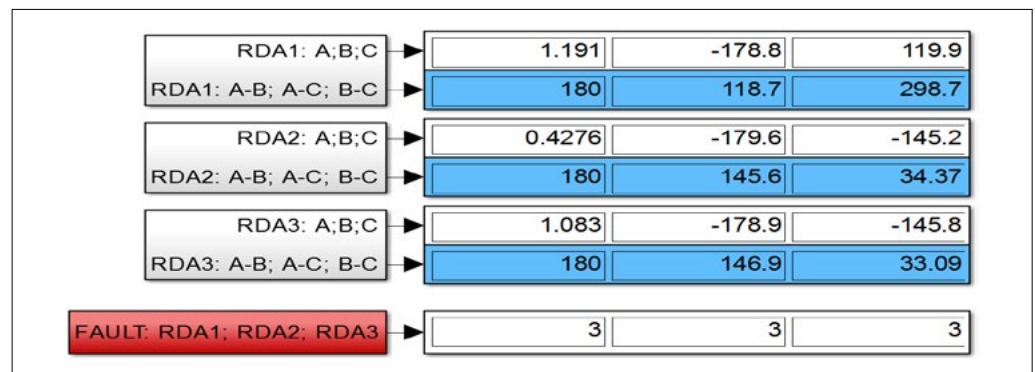 RDA1: A;B;C 1.191 -178.8 119.9
RDA1: A-B; A-C; B-C 180 118.7 298.7
RDA2: A;B;C 0.4276 -179.6 -145.2
RDA2: A-B; A-C; B-C 180 145.6 34.37
RDA3: A;B;C 1.083 -178.9 -145.8
RDA3: A-B; A-C; B-C 180 146.9 33.09
FAULT: RDA1; RDA2; RDA3 3 3 3